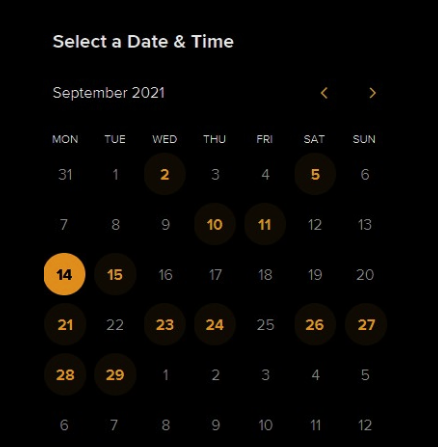 Select a Date & Time
September 2021
MON TUE WED THU FRI SAT SUN
31 1 2 3 4 5 6
7 8 9 10 11 12 13
14 15 16 17 18 19 20
21 22 23 24 25 26 27
28 29 1 2 3 4 5
6 7 8 9 10 11 12